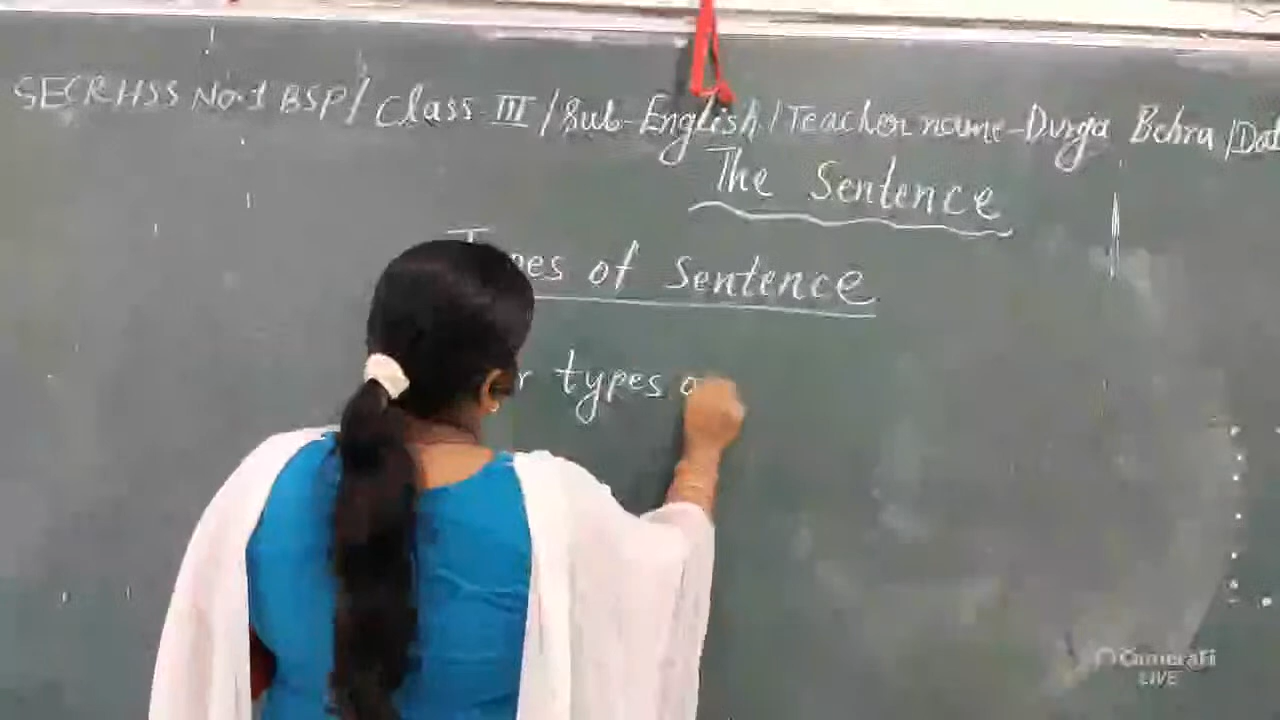 SECRHSS No.1 BSP/ Class III / Sub-English / Teacher name-Durga Behra /Dat
The Sentence
Types of Sentence
r types o
CameraFi
LIVE